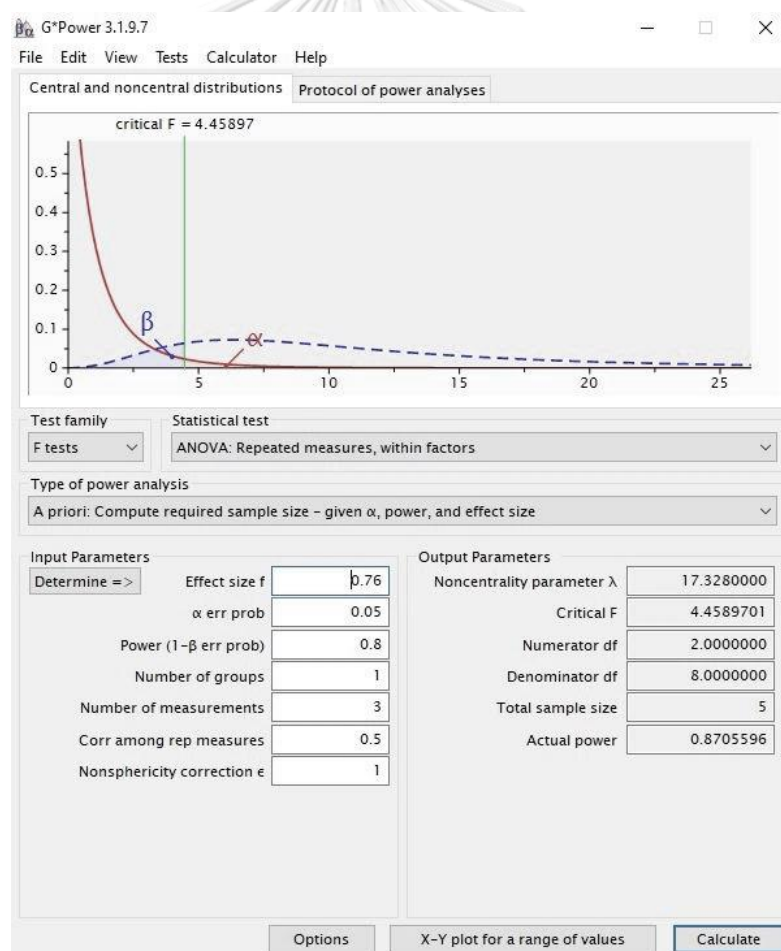 G*Power 3.1.9.7
File Edit View Tests Calculator Help
Central and noncentral distributions Protocol of power analyses
critical F = 4.45897
0.5
0.4
0.3
0.2
0.1
0
β
α
0 5 10 15 20 25
Test family Statistical test
F tests ANOVA: Repeated measures, within factors
Type of power analysis
A priori: Compute required sample size – given α, power, and effect size
Input Parameters Output Parameters
Determine => Effect size f 0.76 Noncentrality parameter λ 17.3280000
α err prob 0.05 Critical F 4.4589701
Power (1-β err prob) 0.8 Numerator df 2.0000000
Number of groups 1 Denominator df 8.0000000
Number of measurements 3 Total sample size 5
Corr among rep measures 0.5 Actual power 0.8705596
Nonsphericity correction ϵ 1
Options X-Y plot for a range of values Calculate